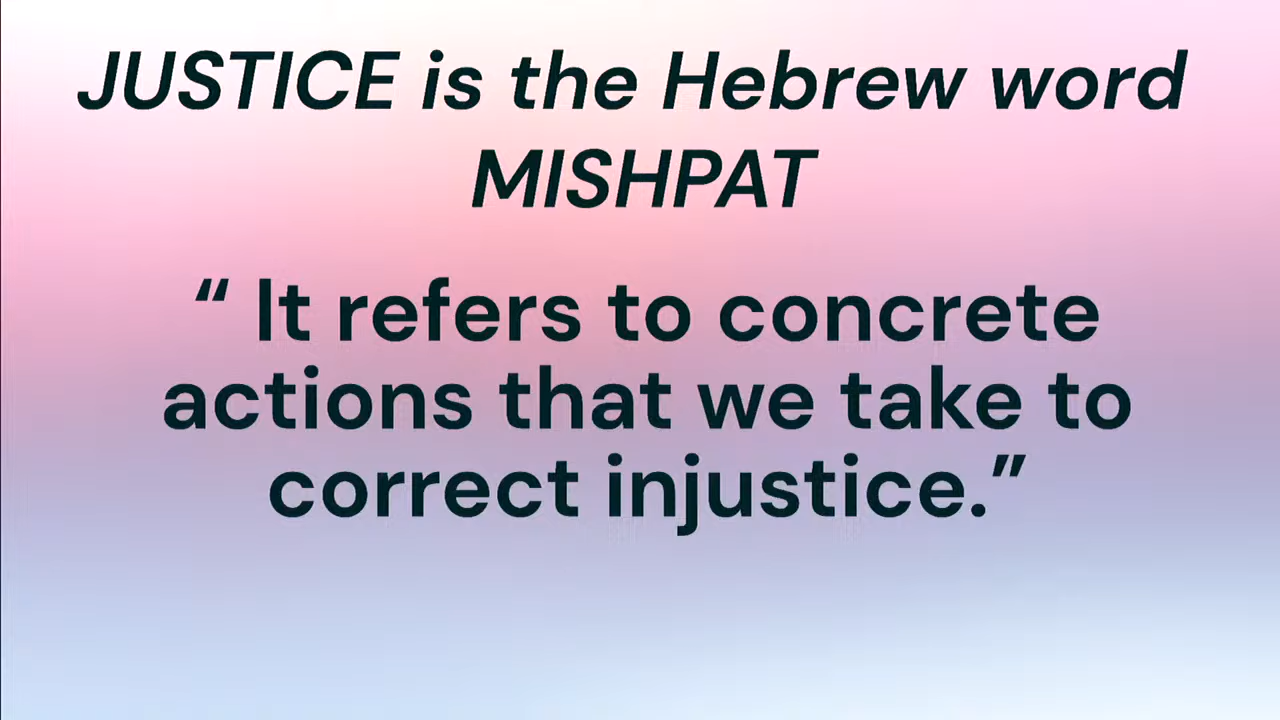 JUSTICE is the Hebrew word
MISHPAT
“ It refers to concrete
actions that we take to
correct injustice.”